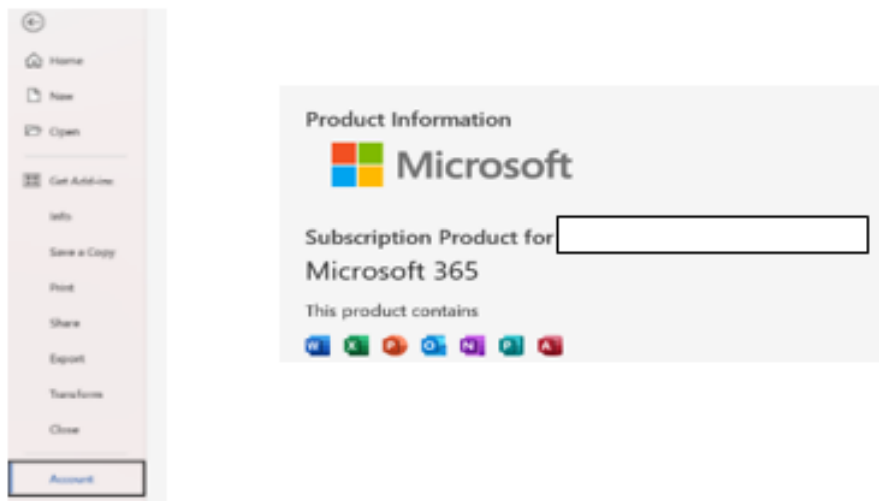 Home
New
Open
Get Add-ins
Info
Save a Copy
Print
Share
Export
Transform
Close
Account
Product Information
Microsoft
Subscription Product for
Microsoft 365
This product contains
W X P O N P A